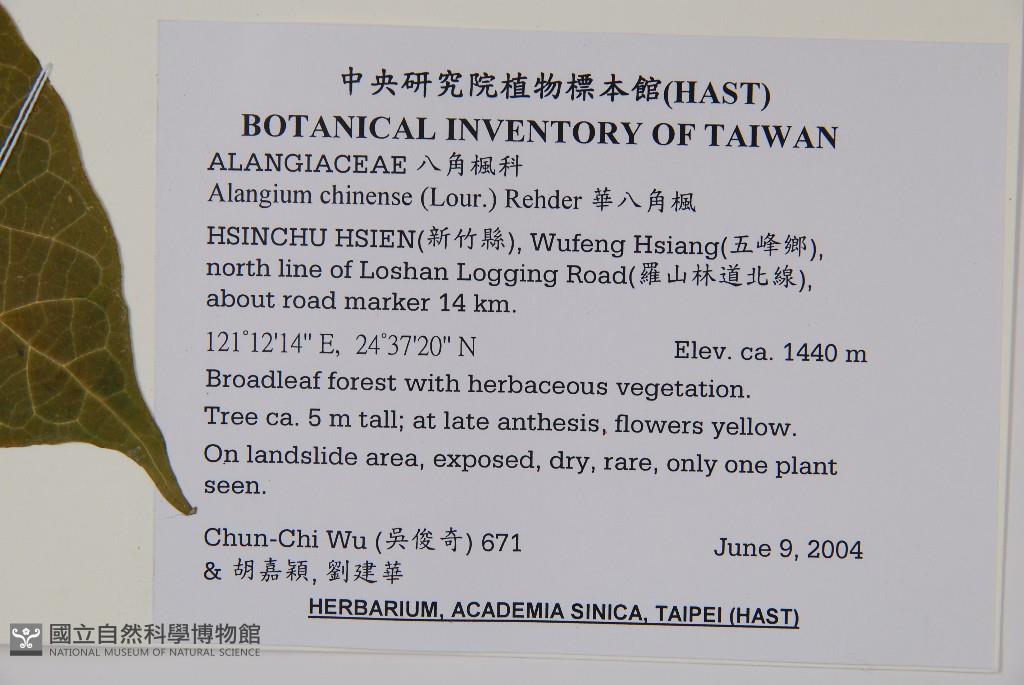 中央研究院植物標本館(HAST)
BOTANICAL INVENTORY OF TAIWAN
ALANGIACEAE 八角楓科
Alangium chinense (Lour.) Rehder 華八角楓
HSINCHU HSIEN(新竹縣), Wufeng Hsiang(五峰鄉),
north line of Loshan Logging Road(羅山林道北線),
about road marker 14 km.
121°12'14" E, 24°37'20" N Elev. ca. 1440 m
Broadleaf forest with herbaceous vegetation.
Tree ca. 5 m tall; at late anthesis, flowers yellow.
On landslide area, exposed, dry, rare, only one plant
seen.
Chun-Chi Wu (吳俊奇) 671 June 9, 2004
& 胡嘉穎, 劉建華
HERBARIUM, ACADEMIA SINICA, TAIPEI (HAST)
國立自然科學博物館
NATIONAL MUSEUM OF NATURAL SCIENCE